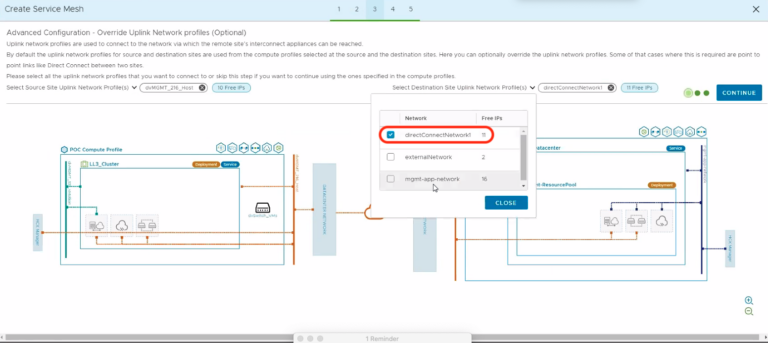 Create Service Mesh
1 2 3 4 5
Advanced Configuration - Override Uplink Network profiles (Optional)
Uplink network profiles are used to connect to the network via which the remote site's interconnect appliances can be reached.
By default the uplink network profiles for source and destination sites are used from the compute profiles selected at the source and the destination sites. Here you can optionally override the uplink network profiles. Some of that cases where this is required are point to
point links like Direct Connect between two sites.
Please select all the uplink network profiles that you want to connect to or skip this step if you want to continue using the ones specified in the compute profiles.
Select Source Site Uplink Network Profile(s) dvMGMT_216_Host 10 Free IPs
Select Destination Site Uplink Network Profile(s) directConnectNetwork1 11 Free IPs
CONTINUE
Network Free IPs
directConnectNetwork1 11
externalNetwork 2
mgmt-app-network 16
CLOSE
POC Compute Profile
LL3_Cluster
Deployment
Service
HCX-Manager
Datacenter
Service
Deployment
HCX-Manager
1 Reminder